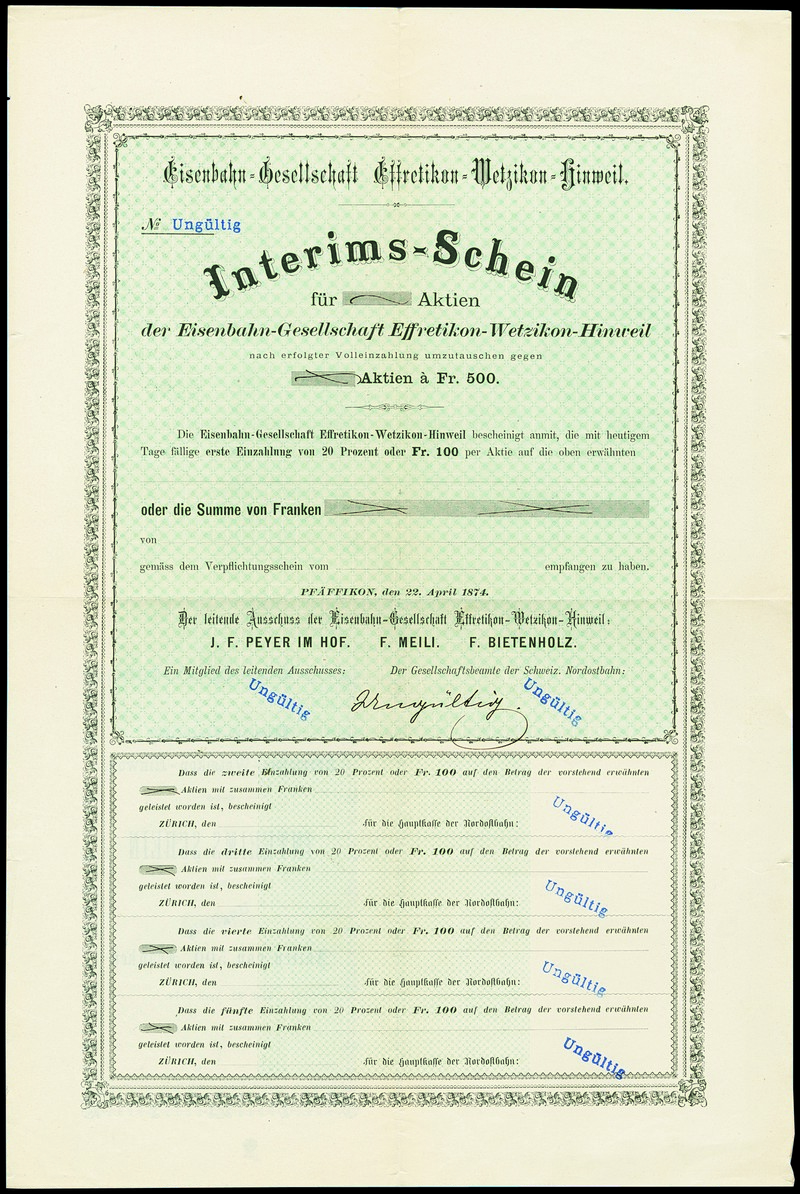 Eisenbahn-Gesellschaft Effretikon-Wetzikon-Hinweil.
№ Ungültig
Interims-Schein
für Aktien
der Eisenbahn-Gesellschaft Effretikon-Wetzikon-Hinweil
nach erfolgter Volleinzahlung umzutauschen gegen
Aktien à Fr. 500.
Die Eisenbahn-Gesellschaft Effretikon-Wetzikon-Hinweil bescheinigt anmit, die mit heutigem
Tage fällige erste Einzahlung von 20 Prozent oder Fr. 100 per Aktie auf die oben erwähnten
oder die Summe von Franken
von
gemäss dem Verpflichtungsschein vom empfangen zu haben.
PFÄFFIKON, den 22. April 1874.
Der leitende Ausschuss der Eisenbahn-Gesellschaft Effretikon-Wetzikon-Hinweil:
J. F. PEYER IM HOF. F. MEILI. F. BIETENHOLZ.
Ein Mitglied des leitenden Ausschusses: Der Gesellschaftsbeamte der Schweiz. Nordostbahn:
Ungültig Ungültig. Ungültig
Dass die zweite Einzahlung von 20 Prozent oder Fr. 100 auf den Betrag der vorstehend erwähnten
Aktien mit zusammen Franken
geleistet worden ist, bescheinigt
ZÜRICH, den für die Hauptkasse der Nordostbahn:
Ungültig
Dass die dritte Einzahlung von 20 Prozent oder Fr. 100 auf den Betrag der vorstehend erwähnten
Aktien mit zusammen Franken
geleistet worden ist, bescheinigt
ZÜRICH, den für die Hauptkasse der Nordostbahn:
Ungültig
Dass die vierte Einzahlung von 20 Prozent oder Fr. 100 auf den Betrag der vorstehend erwähnten
Aktien mit zusammen Franken
geleistet worden ist, bescheinigt
ZÜRICH, den für die Hauptkasse der Nordostbahn:
Ungültig
Dass die fünfte Einzahlung von 20 Prozent oder Fr. 100 auf den Betrag der vorstehend erwähnten
Aktien mit zusammen Franken
geleistet worden ist, bescheinigt
ZÜRICH, den für die Hauptkasse der Nordostbahn:
Ungültig